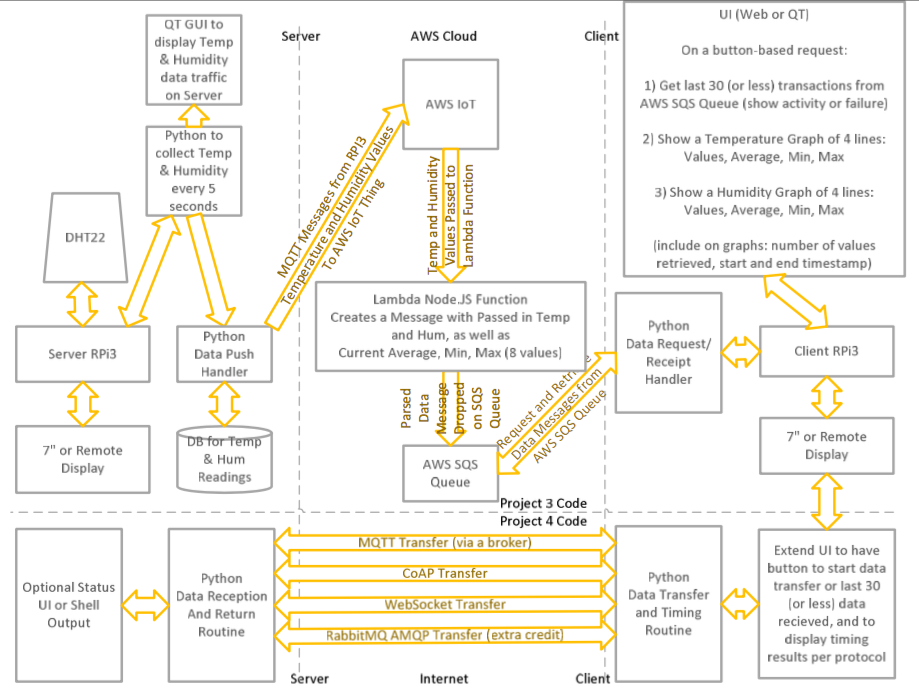 Server
AWS Cloud
Client
QT GUI to
display Temp
& Humidity
data traffic
on Server
Python to
collect Temp
& Humidity
every 5
seconds
DHT22
Server RPi3
7" or Remote
Display
Python
Data Push
Handler
DB for Temp
& Hum
Readings
MQTT Messages from RPI3
Temperature and Humidity Values
To AWS IoT Thing
AWS IoT
Temp and Humidity
Values Passed to
Lambda Function
Lambda Node.JS Function
Creates a Message with Passed in Temp
and Hum, as well as
Current Average, Min, Max (8 values)
Parsed
Data
Message
Dropped
on SQS
Queue
AWS SQS
Queue
Request and Retrieve
Data Messages from
AWS SQS Queue
UI (Web or QT)
On a button-based request:
1) Get last 30 (or less) transactions from
AWS SQS Queue (show activity or failure)
2) Show a Temperature Graph of 4 lines:
Values, Average, Min, Max
3) Show a Humidity Graph of 4 lines:
Values, Average, Min, Max
(include on graphs: number of values
retrieved, start and end timestamp)
Python
Data Request/
Receipt
Handler
Client RPi3
7" or Remote
Display
Project 3 Code
Project 4 Code
Optional Status
UI or Shell
Output
Python
Data Reception
And Return
Routine
MQTT Transfer (via a broker)
CoAP Transfer
WebSocket Transfer
RabbitMQ AMQP Transfer (extra credit)
Python
Data Transfer
and Timing
Routine
Extend UI to have
button to start data
transfer or last 30
(or less) data
recieved, and to
display timing
results per protocol
Server
Internet
Client